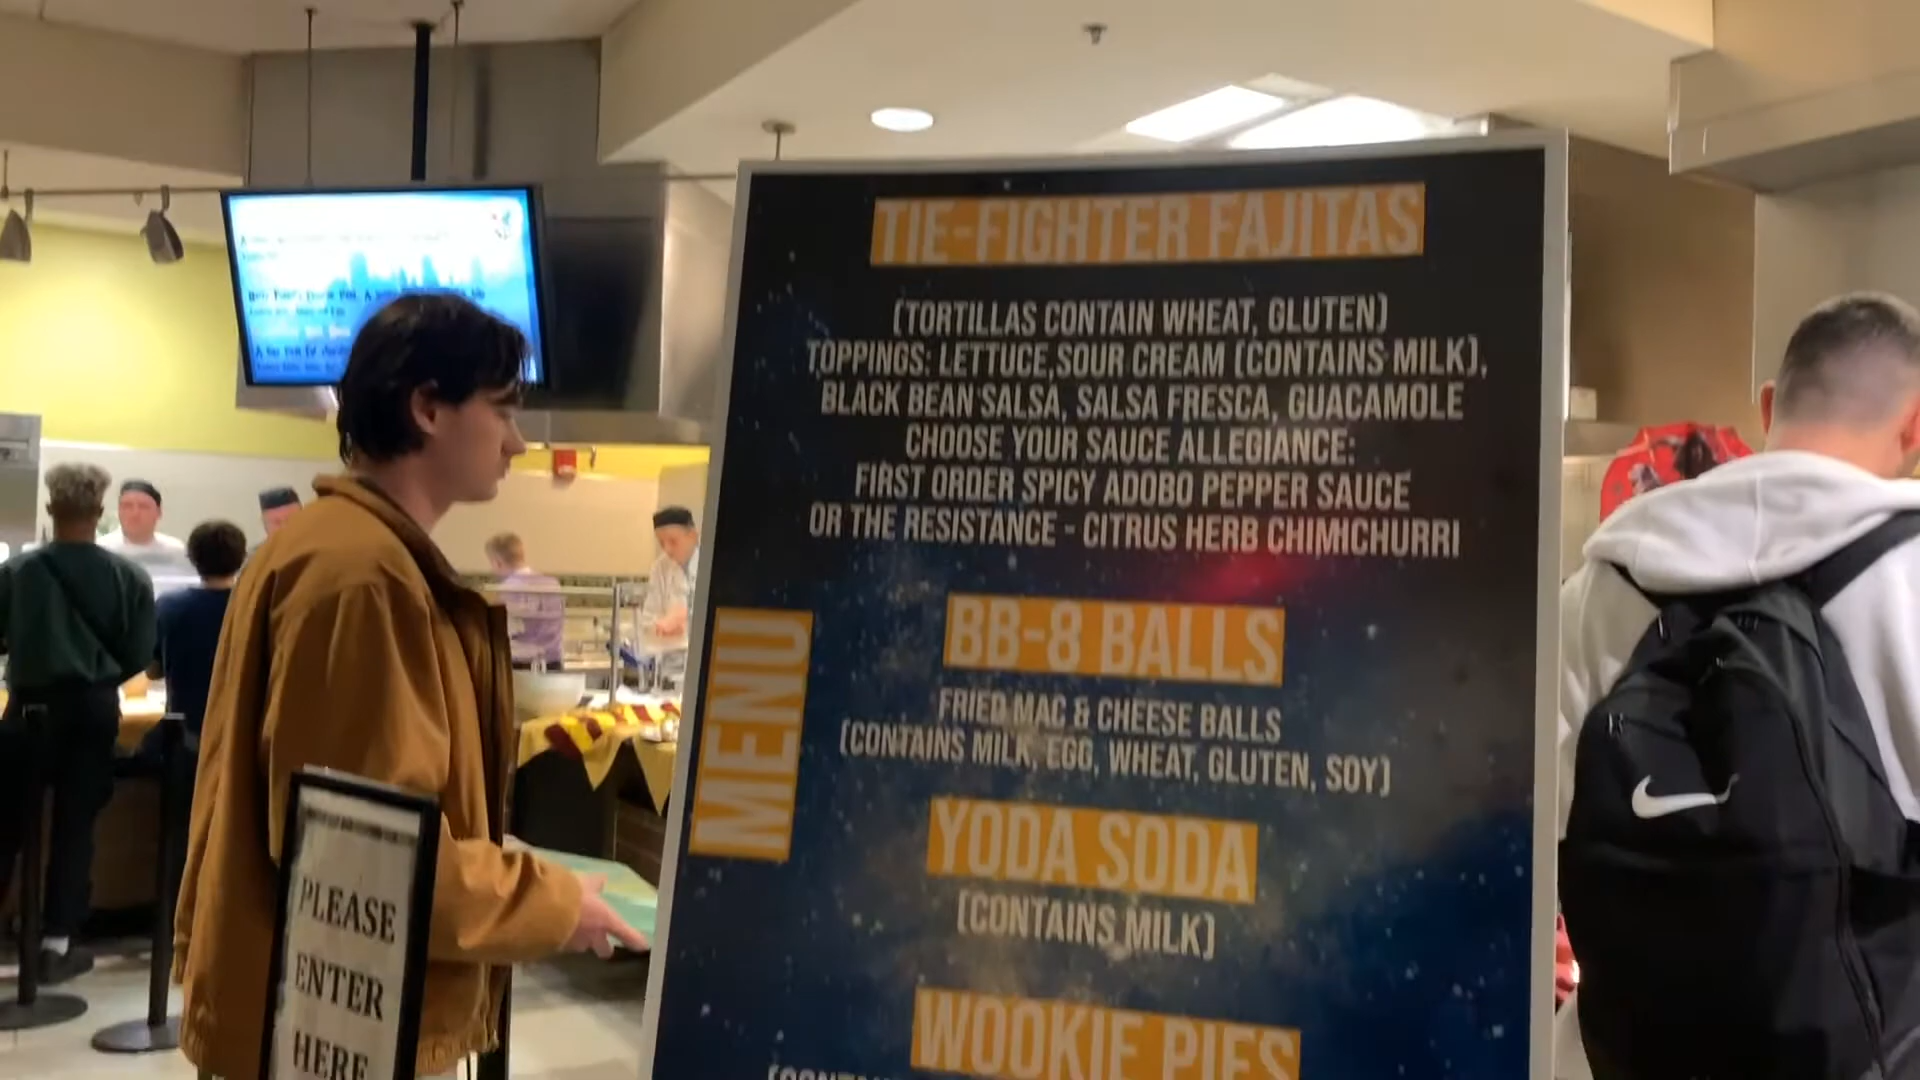 TIE-FIGHTER FAJITAS
(TORTILLAS CONTAIN WHEAT, GLUTEN)
TOPPINGS: LETTUCE,SOUR CREAM (CONTAINS MILK),
BLACK BEAN SALSA, SALSA FRESCA, GUACAMOLE
CHOOSE YOUR SAUCE ALLEGIANCE:
FIRST ORDER SPICY ADOBO PEPPER SAUCE
OR THE RESISTANCE - CITRUS HERB CHIMICHURRI
MENU
BB-8 BALLS
FRIED MAC & CHEESE BALLS
(CONTAINS MILK, EGG, WHEAT, GLUTEN, SOY)
YODA SODA
(CONTAINS MILK)
WOOKIE PIES
PLEASE
ENTER
HERE